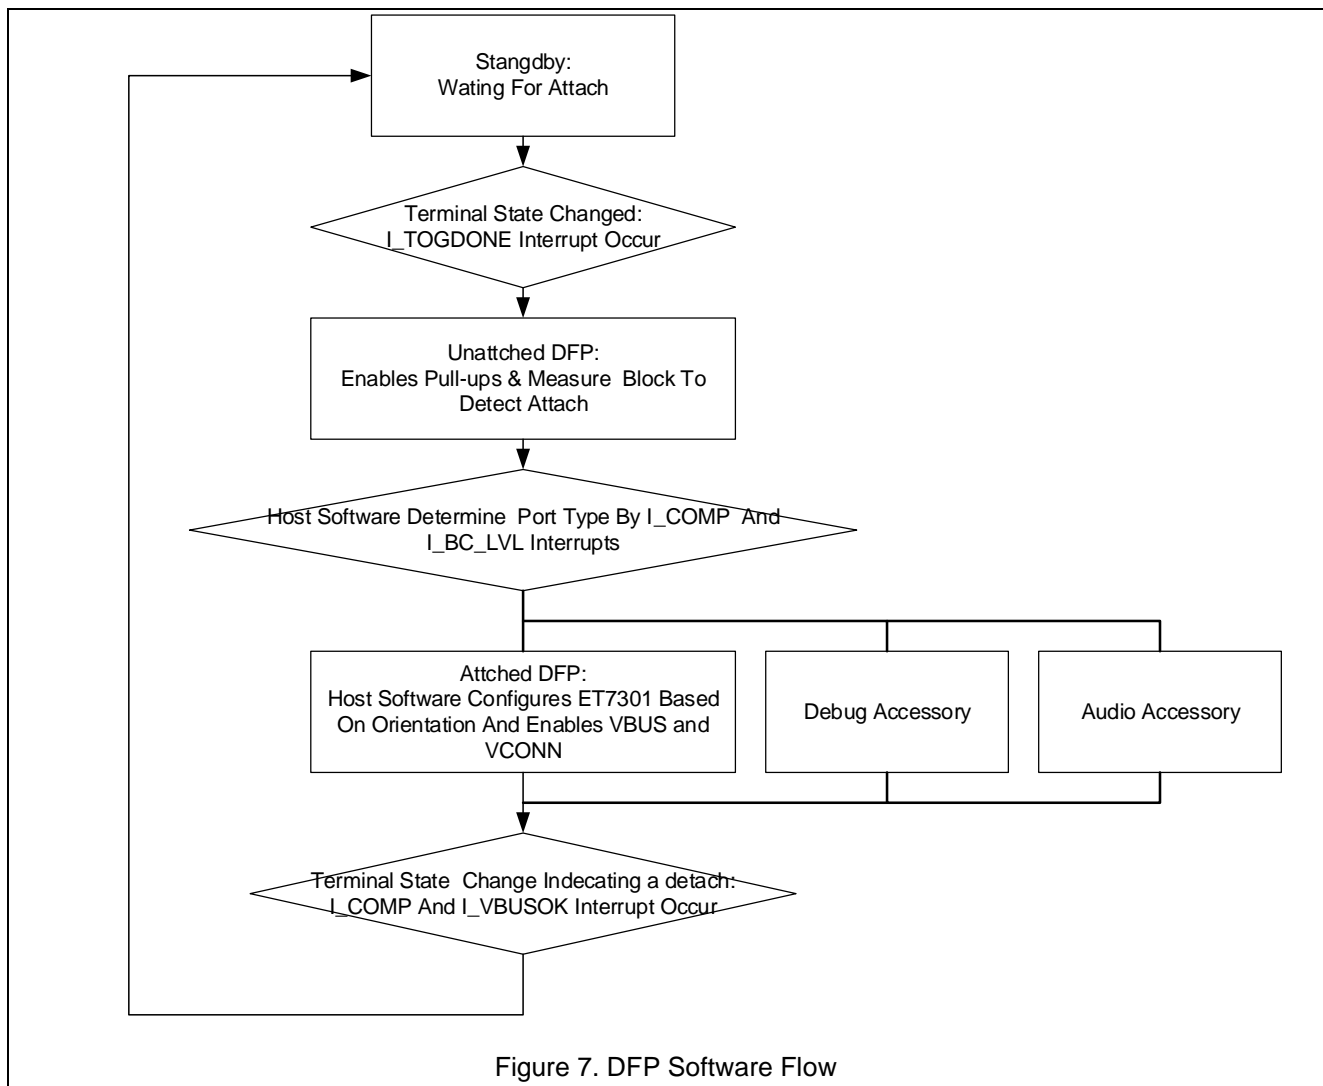 Stangdby:
Wating For Attach
Terminal State Changed:
I_TOGDONE Interrupt Occur
Unattched DFP:
Enables Pull-ups & Measure Block To
Detect Attach
Host Software Determine Port Type By I_COMP And
I_BC_LVL Interrupts
Attched DFP:
Host Software Configures ET7301 Based
On Orientation And Enables VBUS and
VCONN
Debug Accessory
Audio Accessory
Terminal State Change Indecating a detach:
I_COMP And I_VBUSOK Interrupt Occur
Figure 7. DFP Software Flow